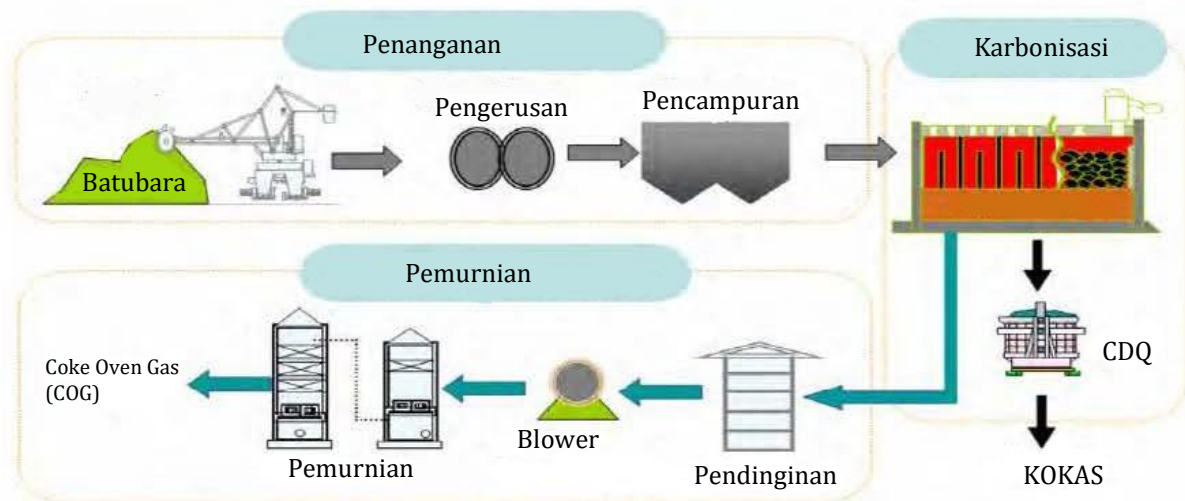 Penanganan
Karbonisasi
Batubara
Pengerusan
Pencampuran
Pemurnian
CDQ
Coke Oven Gas
(COG)
Pemurnian
Blower
Pendinginan
KOKAS